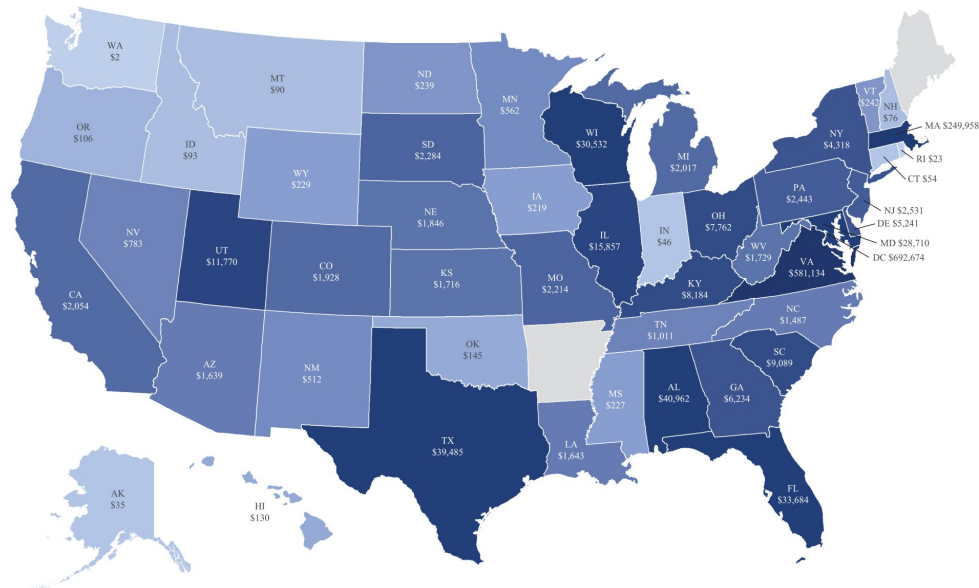 WA
$2
MT
$90
ND
$239
MN
$562
VT
$242
NH
$76
OR
$106
ID
$93
WY
$229
SD
$2,284
WI
$30,532
MI
$2,017
NY
$4,318
MA $249,958
RI $23
CT $54
NV
$783
UT
$11,770
CO
$1,928
NE
$1,846
IA
$219
IL
$15,857
IN
$46
OH
$7,762
PA
$2,443
NJ $2,531
DE $5,241
MD $28,710
DC $692,674
CA
$2,054
KS
$1,716
MO
$2,214
KY
$8,184
WV
$1,729
VA
$581,134
AZ
$1,639
NM
$512
OK
$145
TN
$1,011
NC
$1,487
SC
$9,089
TX
$39,485
LA
$1,643
MS
$227
AL
$40,962
GA
$6,234
FL
$33,684
AK
$35
HI
$130